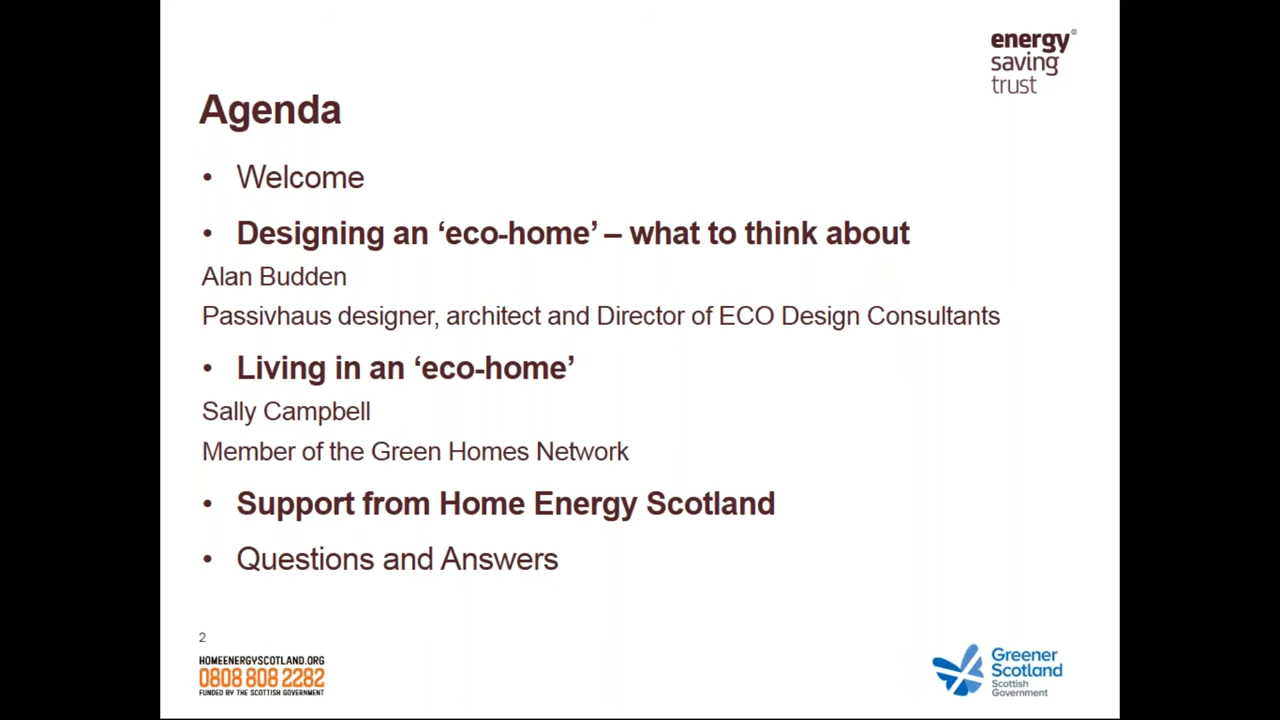 energy®
saving
trust
Agenda
• Welcome
• Designing an ‘eco-home’ – what to think about
Alan Budden
Passivhaus designer, architect and Director of ECO Design Consultants
• Living in an ‘eco-home’
Sally Campbell
Member of the Green Homes Network
• Support from Home Energy Scotland
• Questions and Answers
2
HOMEENERGYSCOTLAND.ORG
0808 808 2282
FUNDED BY THE SCOTTISH GOVERNMENT
Greener
Scotland
Scottish
Government